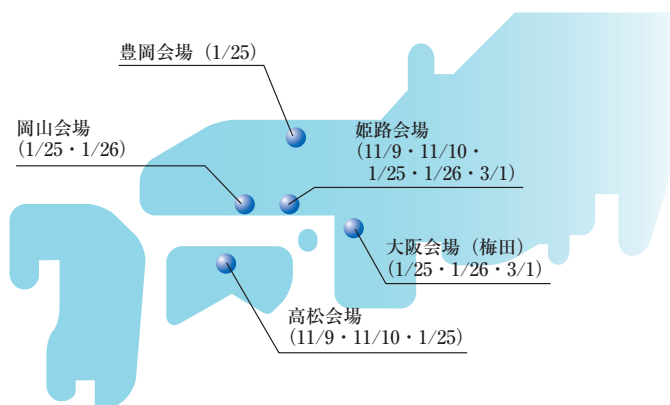 豊岡会場（1/25）
岡山会場
（1/25・1/26）
姫路会場
（11/9・11/10・
1/25・1/26・3/1）
大阪会場（梅田）
（1/25・1/26・3/1）
高松会場
（11/9・11/10・1/25）